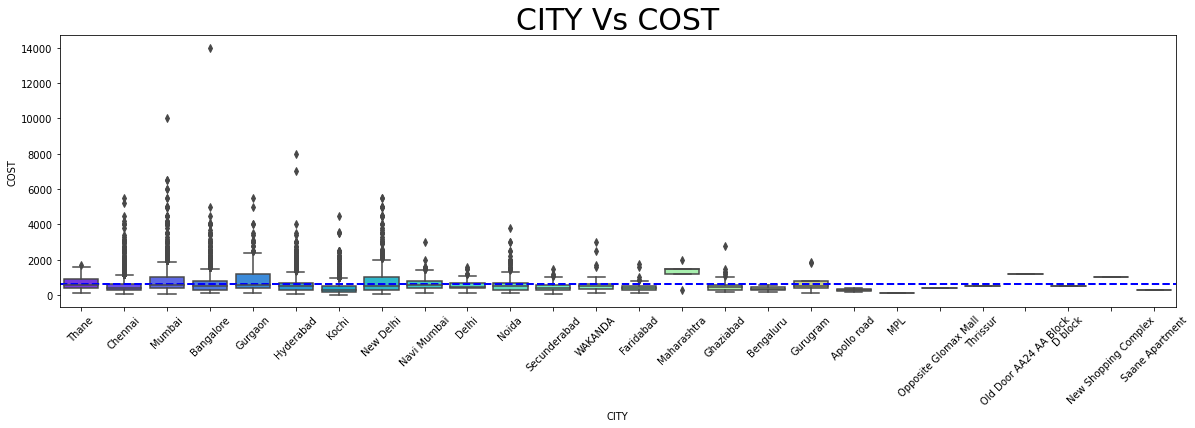 CITY Vs COST
COST
14000
12000
10000
8000
6000
4000
2000
0
Thane
Chennai
Mumbai
Bangalore
Gurgaon
Hyderabad
Kochi
New Delhi
Navi Mumbai
Delhi
Noida
Secunderabad
WAKANDA
Faridabad
Maharashtra
Ghaziabad
Bengaluru
Gurugram
Apollo road
MPL
Opposite Glomax Mall
Thrissur
Old Door AA24 AA Block
D block
New Shopping Complex
Saane Apartment
CITY